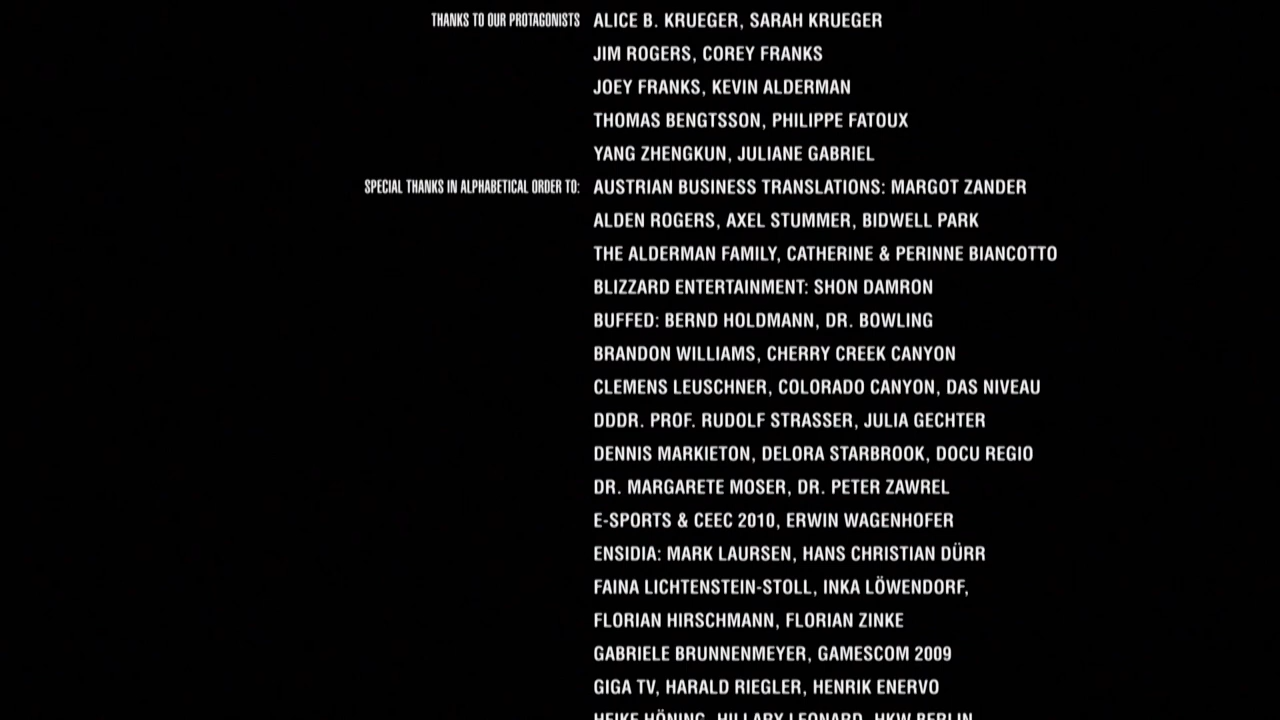 THANKS TO OUR PROTAGONISTS ALICE B. KRUEGER, SARAH KRUEGER
JIM ROGERS, COREY FRANKS
JOEY FRANKS, KEVIN ALDERMAN
THOMAS BENGTSSON, PHILIPPE FATOUX
YANG ZHENGKUN, JULIANE GABRIEL
SPECIAL THANKS IN ALPHABETICAL ORDER TO: AUSTRIAN BUSINESS TRANSLATIONS: MARGOT ZANDER
ALDEN ROGERS, AXEL STUMMER, BIDWELL PARK
THE ALDERMAN FAMILY, CATHERINE & PERINNE BIANCOTTO
BLIZZARD ENTERTAINMENT: SHON DAMRON
BUFFED: BERND HOLDMANN, DR. BOWLING
BRANDON WILLIAMS, CHERRY CREEK CANYON
CLEMENS LEUSCHNER, COLORADO CANYON, DAS NIVEAU
DDDR. PROF. RUDOLF STRASSER, JULIA GECHTER
DENNIS MARKIETON, DELORA STARBROOK, DOCU REGIO
DR. MARGARETE MOSER, DR. PETER ZAWREL
E-SPORTS & CEEC 2010, ERWIN WAGENHOFER
ENSIDIA: MARK LAURSEN, HANS CHRISTIAN DÜRR
FAINA LICHTENSTEIN-STOLL, INKA LÖWENDORF,
FLORIAN HIRSCHMANN, FLORIAN ZINKE
GABRIELE BRUNNENMEYER, GAMESCOM 2009
GIGA TV, HARALD RIEGLER, HENRIK ENERVO
HEIKE HÖNING, HILLARY LEONARD, HKW BERLIN